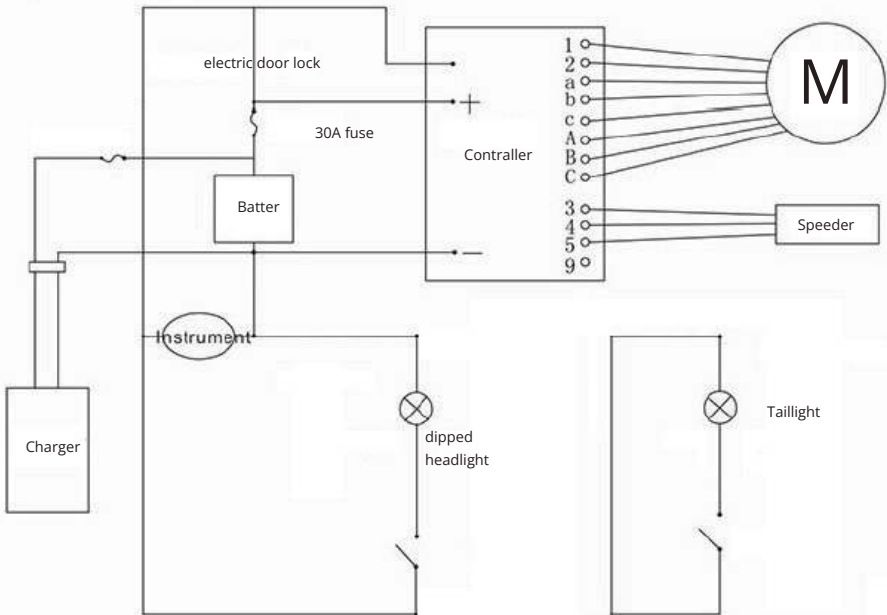 electric door lock
30A fuse
Contraller
+
—
1
2
a
b
c
A
B
C
3
4
5
9
M
Speeder
Batter
Instrument
Charger
dipped
headlight
Taillight